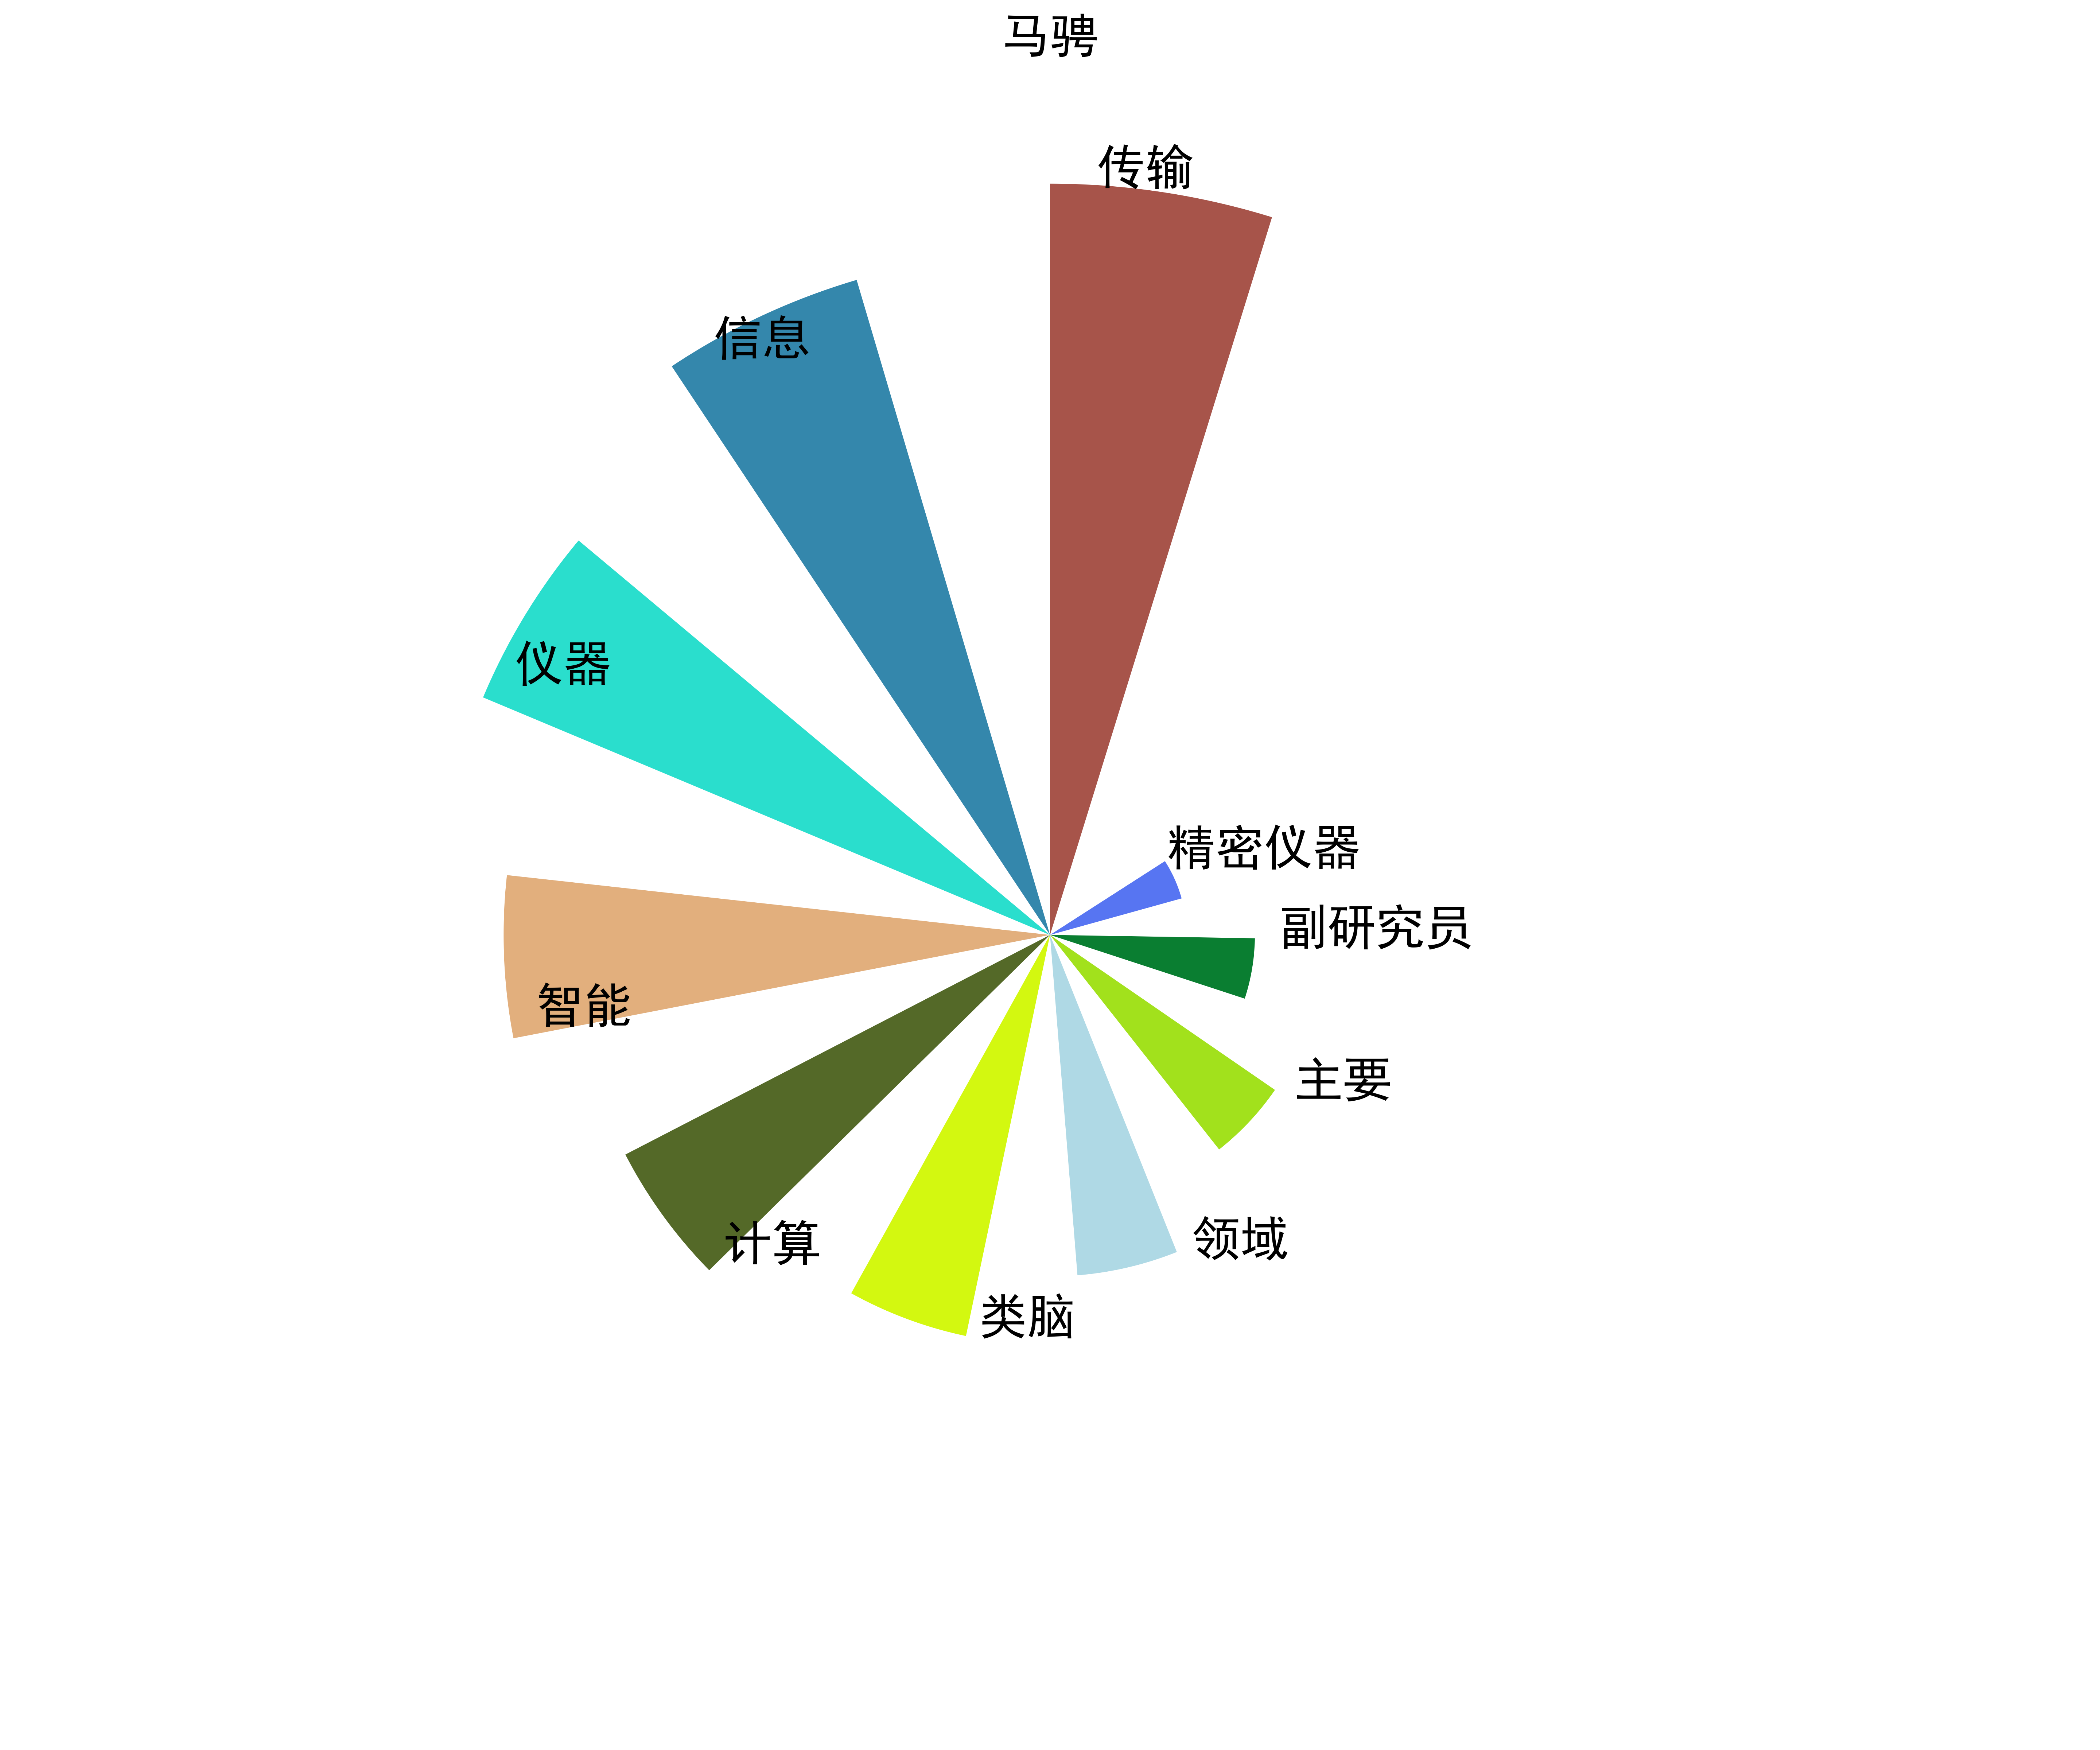 马骋
传输
信息
仪器
精密仪器
副研究员
智能
主要
计算
领域
类脑